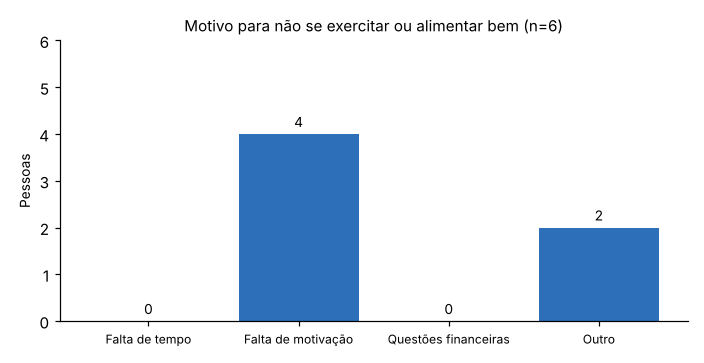 Motivo para não se exercitar ou alimentar bem (n=6)
Pessoas
6
5
4
3
2
1
0
0
4
0
2
Falta de tempo
Falta de motivação
Questões financeiras
Outro